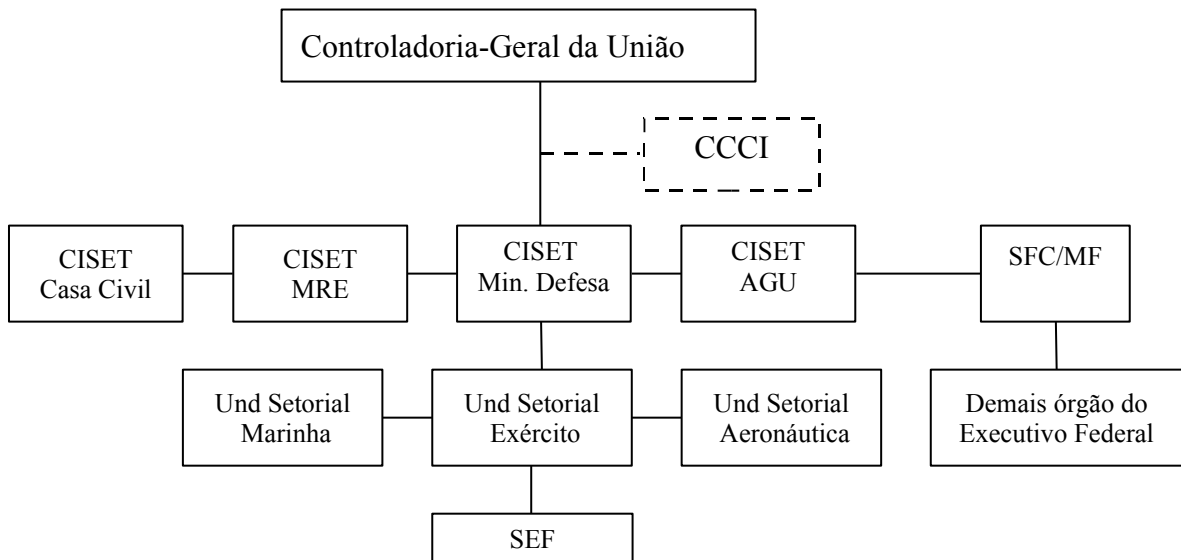 Controladoria-Geral da União
CCCI
CISET
Casa Civil
CISET
MRE
CISET
Min. Defesa
CISET
AGU
SFC/MF
Und Setorial
Marinha
Und Setorial
Exército
Und Setorial
Aeronáutica
Demais órgão do
Executivo Federal
SEF